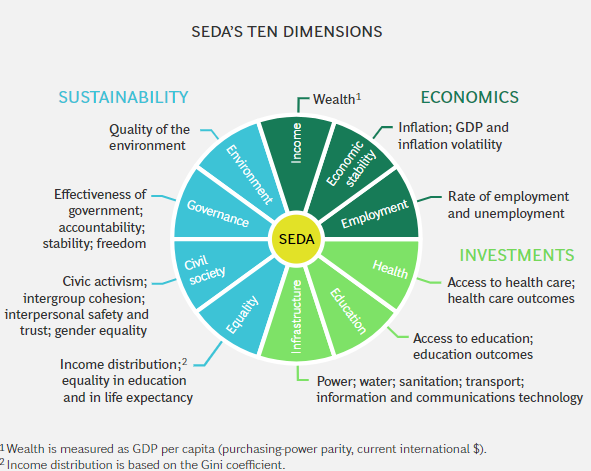 SEDA'S TEN DIMENSIONS
SUSTAINABILITY
ECONOMICS
Wealth1
Quality of the
environment
Inflation; GDP and
inflation volatility
Effectiveness of
government;
accountability;
stability; freedom
Rate of employment
and unemployment
INVESTMENTS
Civic activism;
intergroup cohesion;
interpersonal safety and
trust; gender equality
Access to health care;
health care outcomes
Access to education;
education outcomes
Income distribution;2
equality in education
and in life expectancy
Power; water; sanitation; transport;
information and communications technology
Income
Economic
stability
Employment
Health
Education
Infrastructure
Equality
Civil
society
Governance
Environment
SEDA
1 Wealth is measured as GDP per capita (purchasing-power parity, current international $).
2 Income distribution is based on the Gini coefficient.